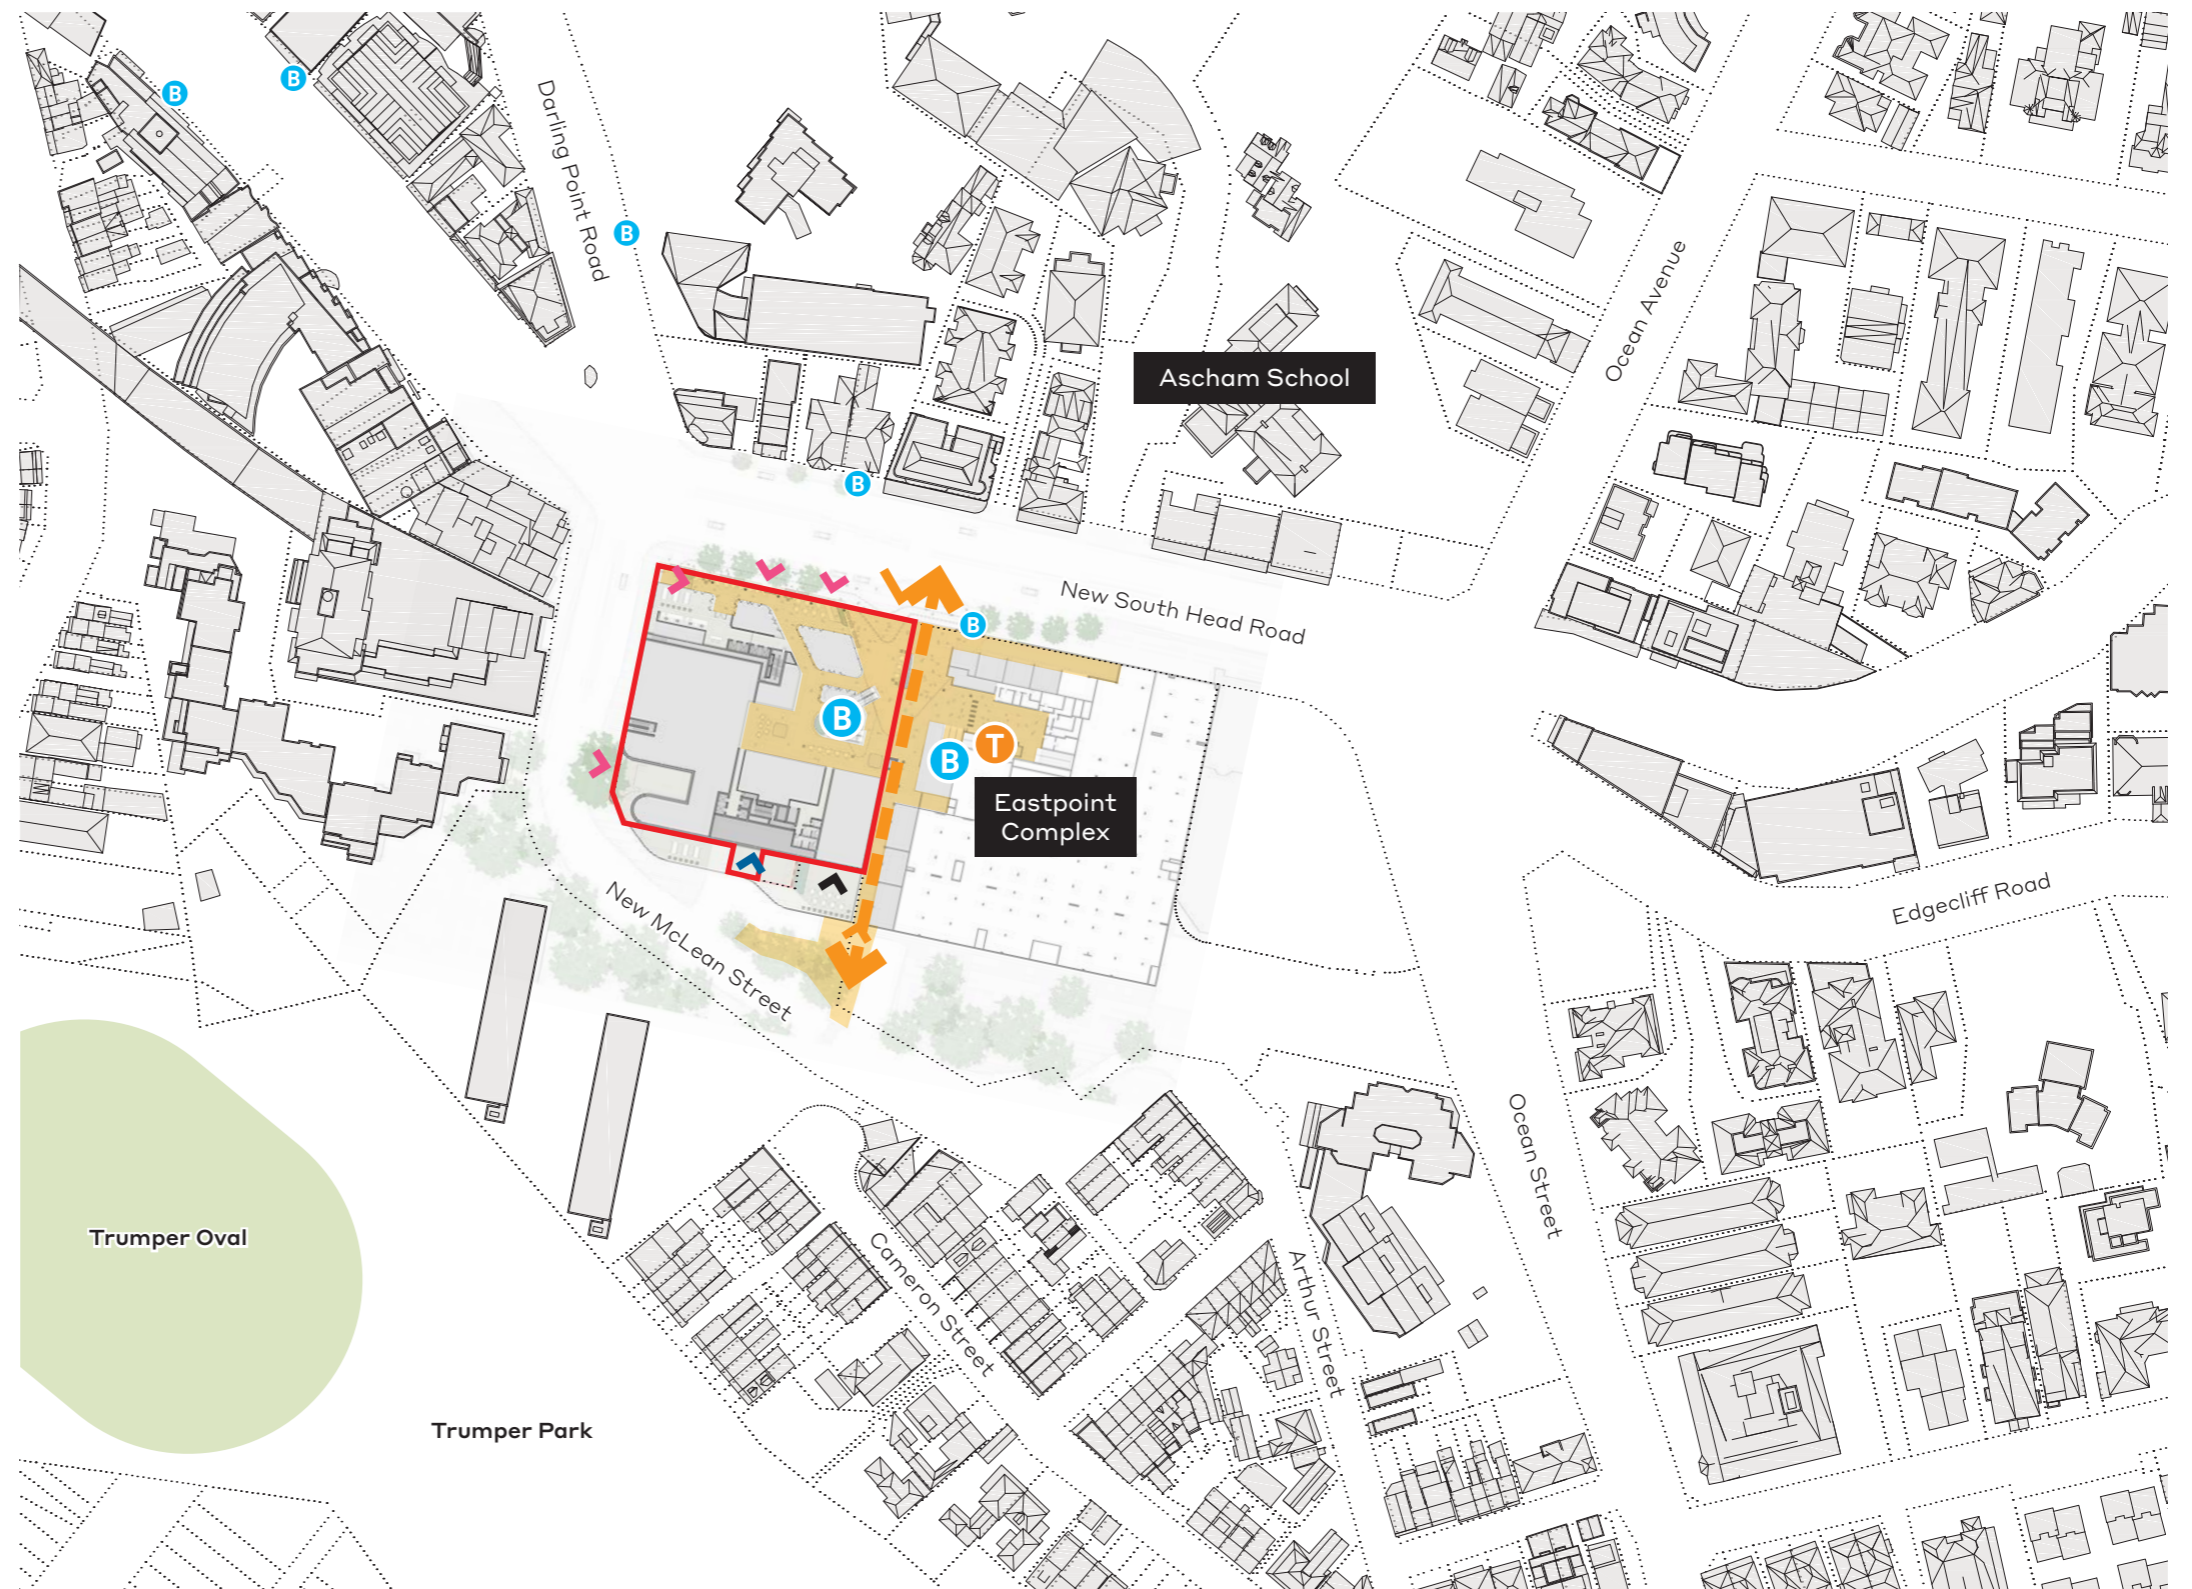 B
B
Darling Point Road
B
Ocean Avenue
Ascham School
B
New South Head Road
B
B
B
T
Eastpoint
Complex
New McLean Street
Edgecliff Road
Ocean Street
Trumper Oval
Cameron Street
Arthur Street
Trumper Park